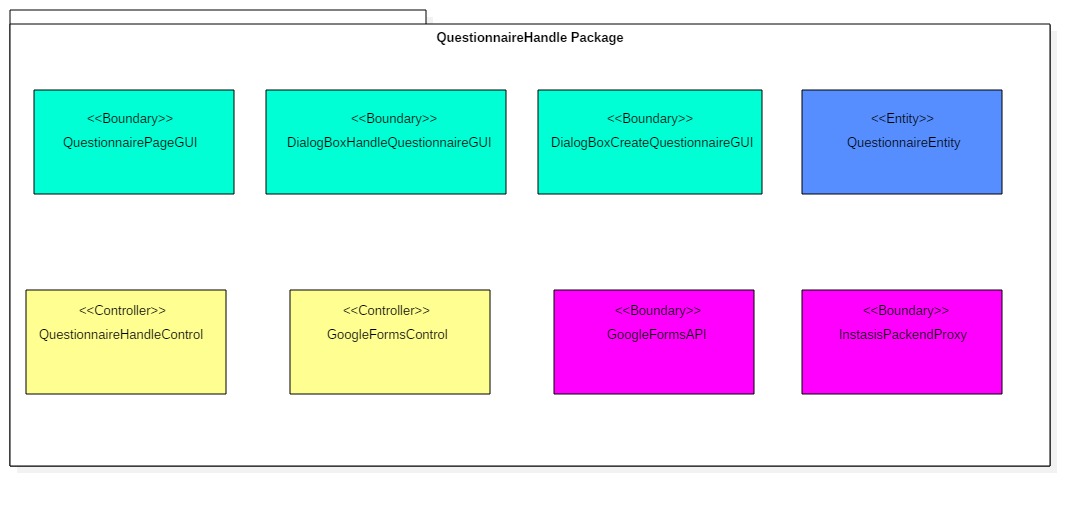 QuestionnaireHandle Package
<<Boundary>>
QuestionnairePageGUI
<<Boundary>>
DialogBoxHandleQuestionnaireGUI
<<Boundary>>
DialogBoxCreateQuestionnaireGUI
<<Entity>>
QuestionnaireEntity
<<Controller>>
QuestionnaireHandleControl
<<Controller>>
GoogleFormsControl
<<Boundary>>
GoogleFormsAPI
<<Boundary>>
InstasisPackendProxy